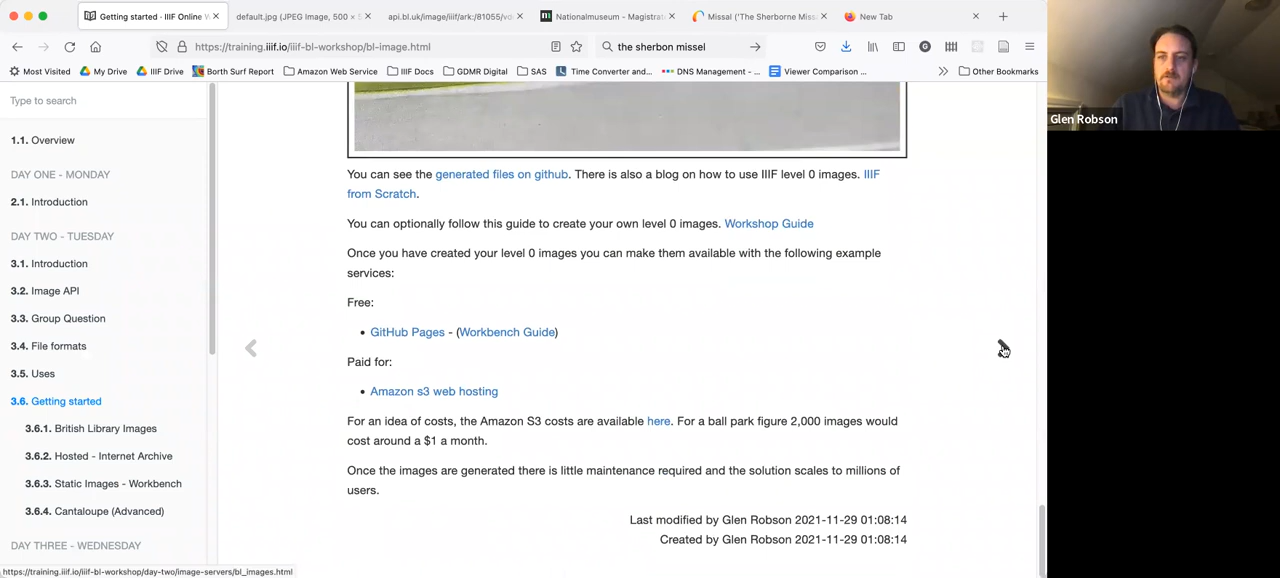 Getting started - IIIF Online W
default.jpg (JPEG Image, 500 × 5
api.bl.uk/image/iiif/ark:/81055/vd
Nationalmuseum - Magistrat
Missal ('The Sherborne Miss
New Tab
https://training.iiif.io/iiif-bl-workshop/bl-image.html
the sherbon missel
Most Visited
My Drive
IIIF Drive
Borth Surf Report
Amazon Web Service
IIIF Docs
GDMR Digital
SAS
Time Converter and...
DNS Management - ...
Viewer Comparison ...
Other Bookmarks
Type to search
1.1. Overview
DAY ONE - MONDAY
2.1. Introduction
DAY TWO - TUESDAY
3.1. Introduction
3.2. Image API
3.3. Group Question
3.4. File formats
3.5. Uses
3.6. Getting started
3.6.1. British Library Images
3.6.2. Hosted - Internet Archive
3.6.3. Static Images - Workbench
3.6.4. Cantaloupe (Advanced)
DAY THREE - WEDNESDAY
https://training.iiif.io/iiif-bl-workshop/day-two/image-servers/bl_images.html
You can see the generated files on github. There is also a blog on how to use IIIF level 0 images. IIIF
from Scratch.
You can optionally follow this guide to create your own level 0 images. Workshop Guide
Once you have created your level 0 images you can make them available with the following example
services:
Free:
• GitHub Pages - (Workbench Guide)
Paid for:
• Amazon s3 web hosting
For an idea of costs, the Amazon S3 costs are available here. For a ball park figure 2,000 images would
cost around a $1 a month.
Once the images are generated there is little maintenance required and the solution scales to millions of
users.
Last modified by Glen Robson 2021-11-29 01:08:14
Created by Glen Robson 2021-11-29 01:08:14
Glen Robson